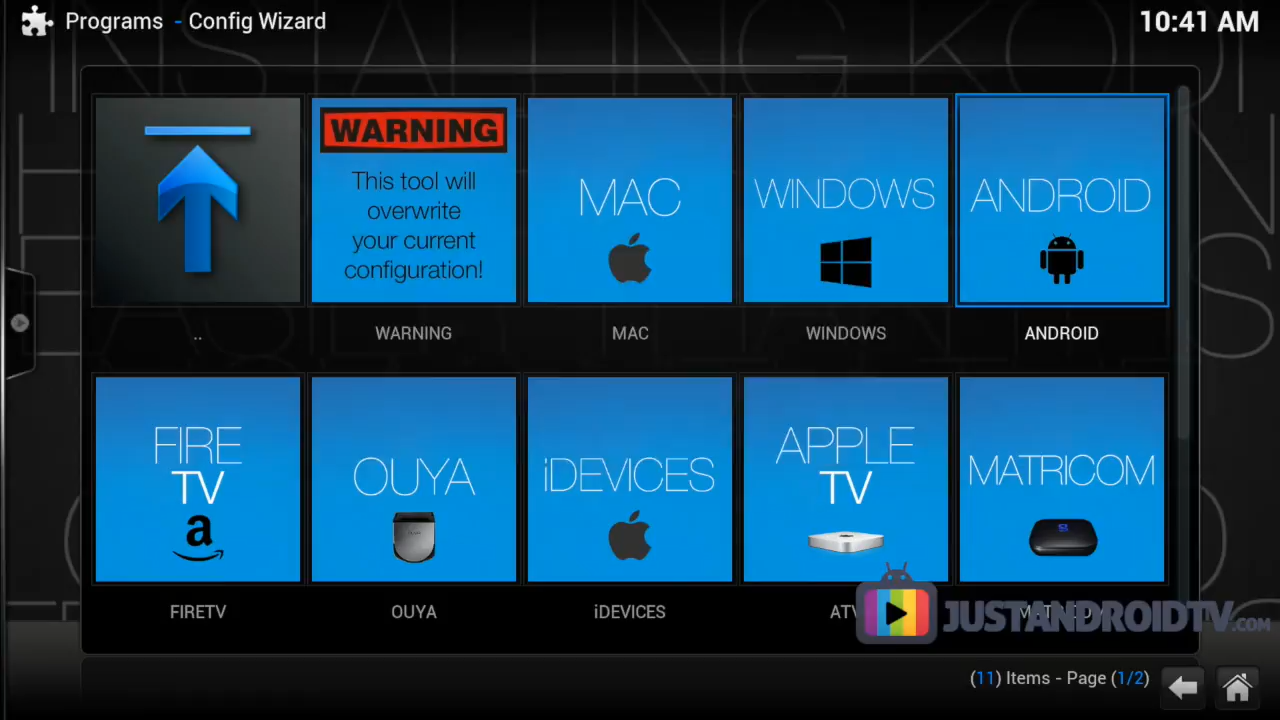 Programs - Config Wizard
10:41 AM
WARNING
This tool will
overwrite
your current
configuration!
MAC
WINDOWS
ANDROID
..
WARNING
MAC
WINDOWS
ANDROID
FIRE
TV
a
OUYA
iDEVICES
APPLE
TV
MATRICOM
FIRETV
OUYA
iDEVICES
ATV
MATRICOM
JUSTANDROIDTV.COM
(11) Items - Page (1/2)